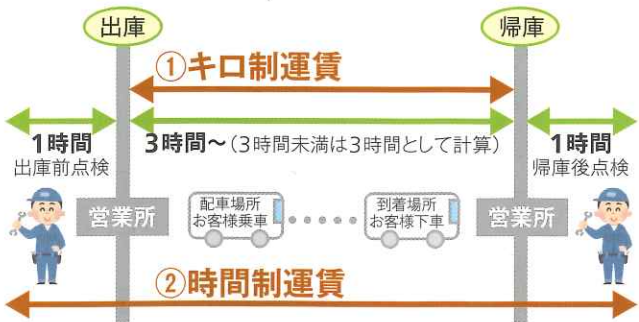 出庫
帰庫
①キロ制運賃
1時間
出庫前点検
3時間～(3時間未満は3時間として計算)
1時間
帰庫後点検
営業所
配車場所
お客様乗車
到着場所
お客様下車
営業所
②時間制運賃